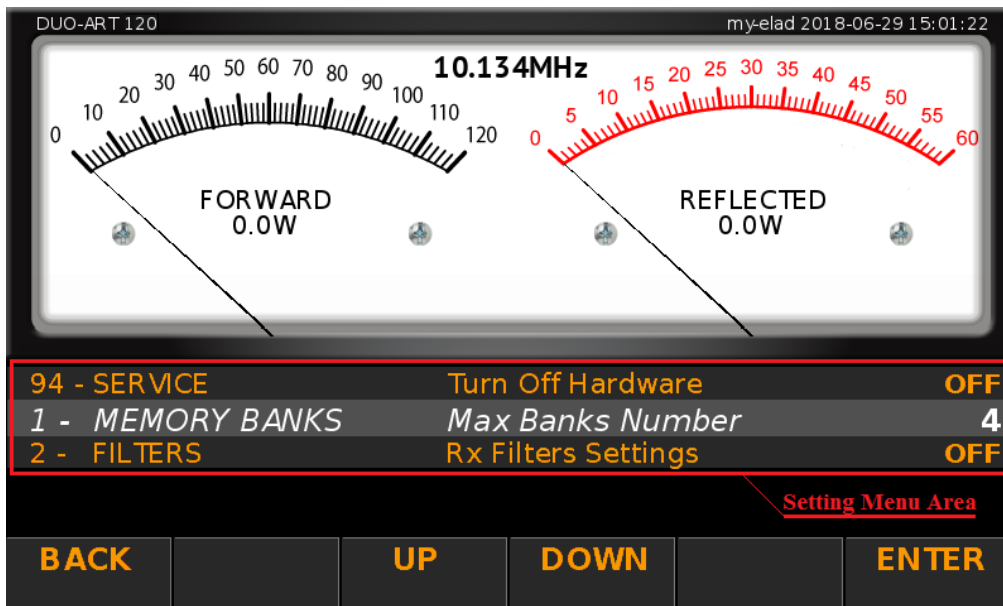 DUO-ART 120 my-elad 2018-06-29 15:01:22
10.134MHz
0 10 20 30 40 50 60 70 80 90 100 110 120
0 5 10 15 20 25 30 35 40 45 50 55 60
FORWARD REFLECTED
0.0W 0.0W
94 - SERVICE Turn Off Hardware OFF
1 - MEMORY BANKS Max Banks Number 4
2 - FILTERS Rx Filters Settings OFF
Setting Menu Area
BACK UP DOWN ENTER